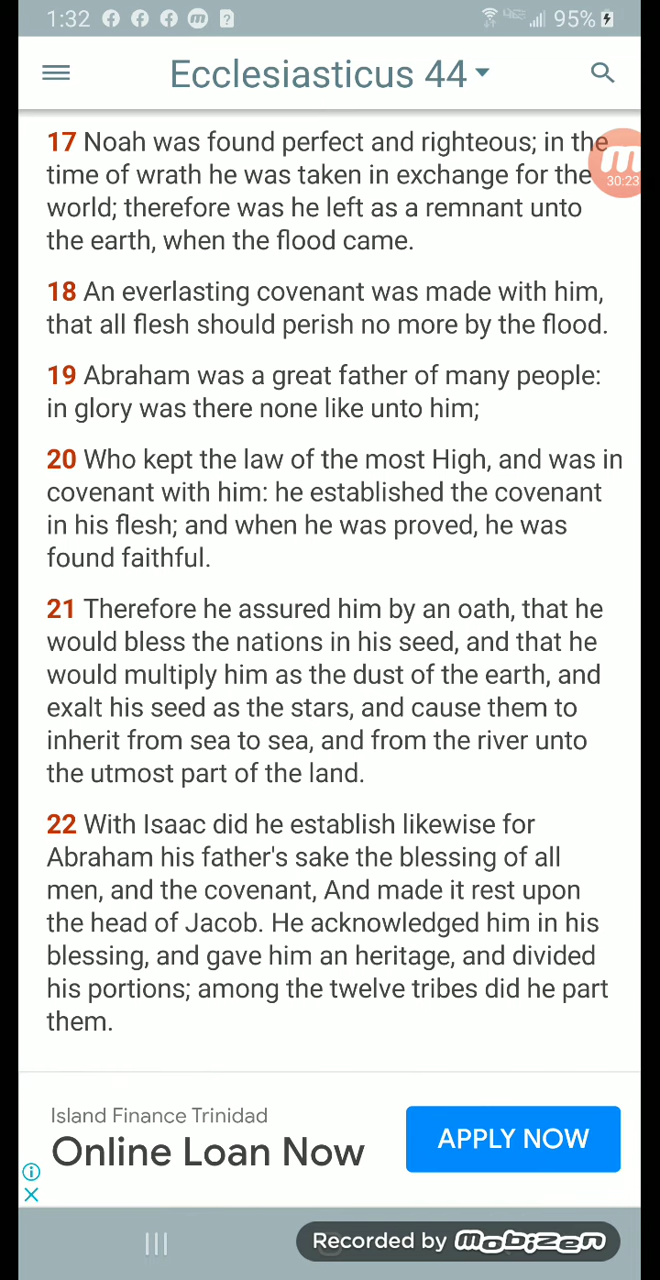 1:32 95%
Ecclesiasticus 44
17 Noah was found perfect and righteous; in the
time of wrath he was taken in exchange for the
world; therefore was he left as a remnant unto
the earth, when the flood came.
30:23
18 An everlasting covenant was made with him,
that all flesh should perish no more by the flood.
19 Abraham was a great father of many people:
in glory was there none like unto him;
20 Who kept the law of the most High, and was in
covenant with him: he established the covenant
in his flesh; and when he was proved, he was
found faithful.
21 Therefore he assured him by an oath, that he
would bless the nations in his seed, and that he
would multiply him as the dust of the earth, and
exalt his seed as the stars, and cause them to
inherit from sea to sea, and from the river unto
the utmost part of the land.
22 With Isaac did he establish likewise for
Abraham his father's sake the blessing of all
men, and the covenant, And made it rest upon
the head of Jacob. He acknowledged him in his
blessing, and gave him an heritage, and divided
his portions; among the twelve tribes did he part
them.
Island Finance Trinidad
Online Loan Now
APPLY NOW
Recorded by mobizen